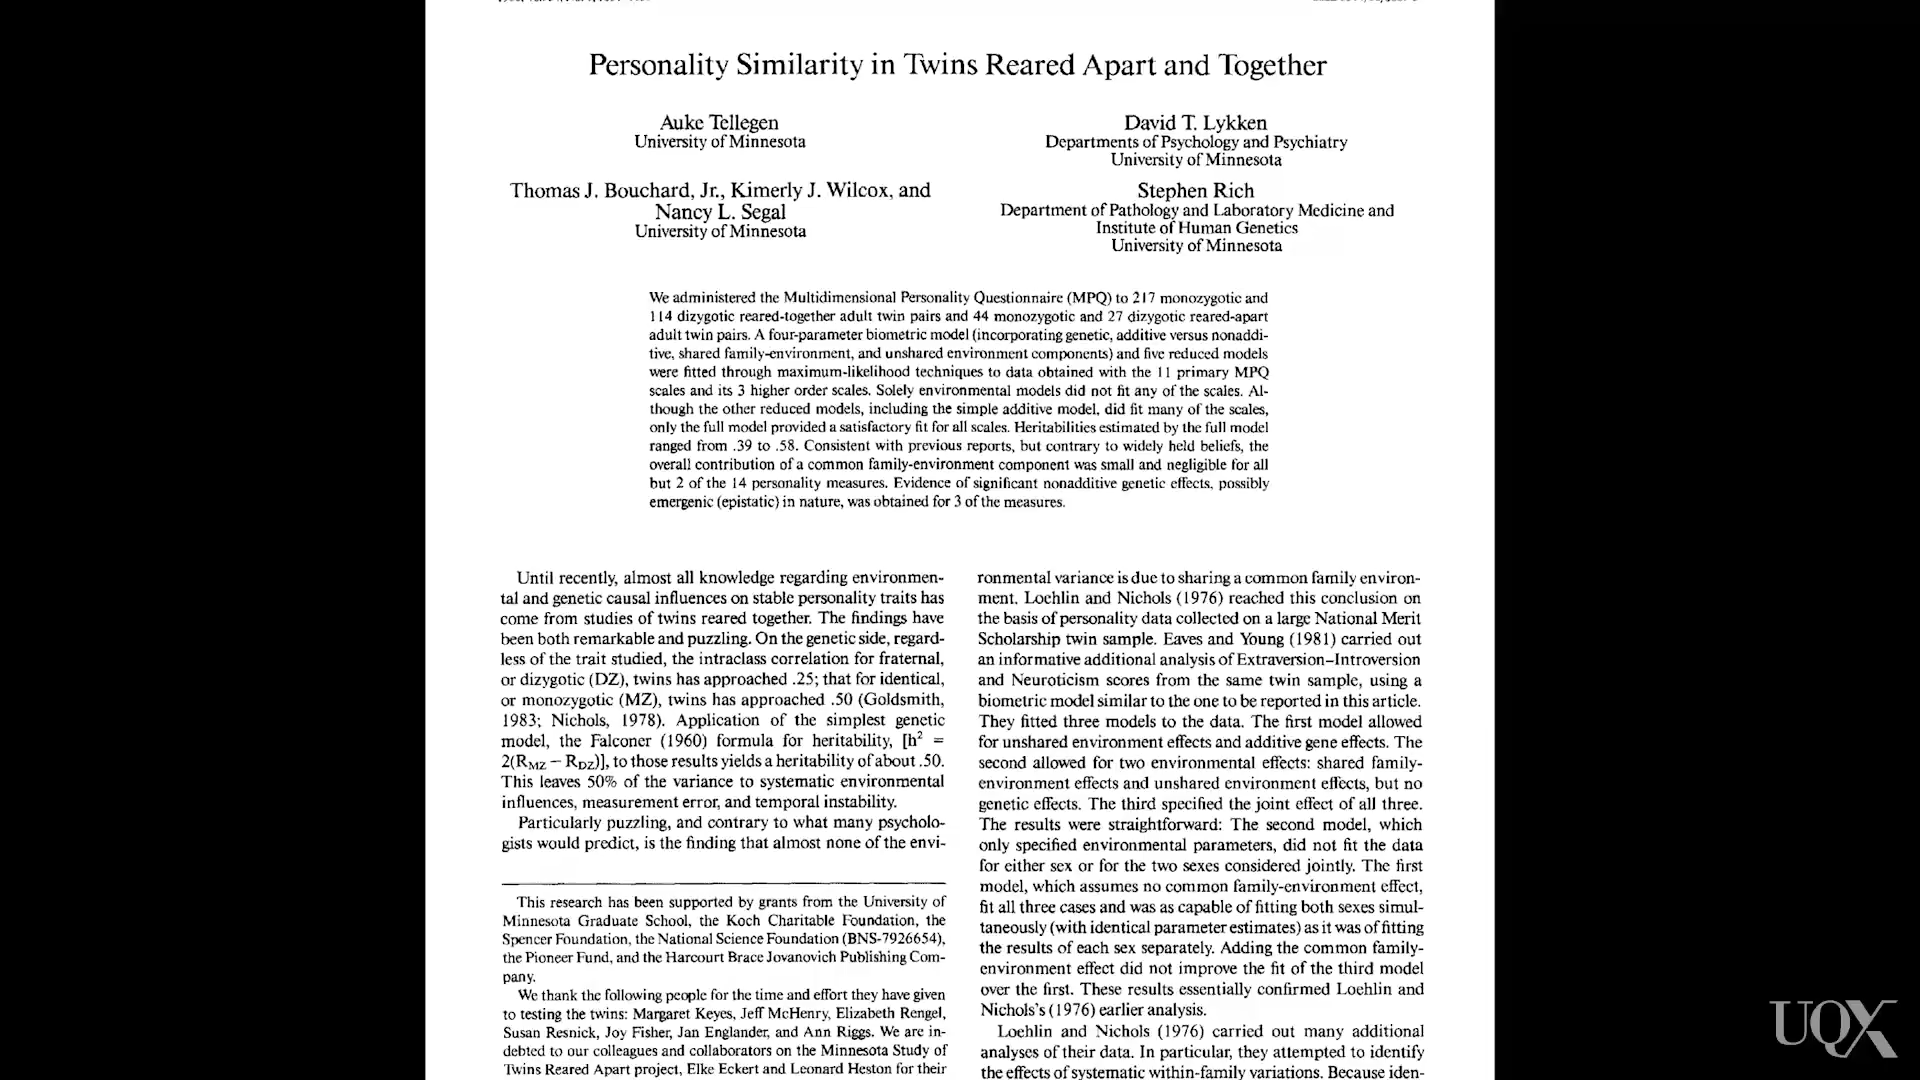 Personality Similarity in Twins Reared Apart and Together
Auke Tellegen
University of Minnesota
David T. Lykken
Departments of Psychology and Psychiatry
University of Minnesota
Thomas J. Bouchard, Jr., Kimerly J. Wilcox, and
Nancy L. Segal
University of Minnesota
Stephen Rich
Department of Pathology and Laboratory Medicine and
Institute of Human Genetics
University of Minnesota
We administered the Multidimensional Personality Questionnaire (MPQ) to 217 monozygotic and
114 dizygotic reared-together adult twin pairs and 44 monozygotic and 27 dizygotic reared-apart
adult twin pairs. A four-parameter biometric model (incorporating genetic, additive versus nonaddi-
tive, shared family-environment, and unshared environment components) and five reduced models
were fitted through maximum-likelihood techniques to data obtained with the 11 primary MPQ
scales and its 3 higher order scales. Solely environmental models did not fit any of the scales. Al-
though the other reduced models, including the simple additive model, did fit many of the scales,
only the full model provided a satisfactory fit for all scales. Heritabilities estimated by the full model
ranged from .39 to .58. Consistent with previous reports, but contrary to widely held beliefs, the
overall contribution of a common family-environment component was small and negligible for all
but 2 of the 14 personality measures. Evidence of significant nonadditive genetic effects, possibly
emergenic (epistatic) in nature, was obtained for 3 of the measures.
Until recently, almost all knowledge regarding environmen-
tal and genetic causal influences on stable personality traits has
come from studies of twins reared together. The findings have
been both remarkable and puzzling. On the genetic side, regard-
less of the trait studied, the intraclass correlation for fraternal,
or dizygotic (DZ), twins has approached .25; that for identical,
or monozygotic (MZ), twins has approached .50 (Goldsmith,
1983; Nichols, 1978). Application of the simplest genetic
model, the Falconer (1960) formula for heritability, [h² =
2(R_MZ − R_DZ)], to those results yields a heritability of about .50.
This leaves 50% of the variance to systematic environmental
influences, measurement error, and temporal instability.
Particularly puzzling, and contrary to what many psycholo-
gists would predict, is the finding that almost none of the envi-
This research has been supported by grants from the University of
Minnesota Graduate School, the Koch Charitable Foundation, the
Spencer Foundation, the National Science Foundation (BNS-7926654),
the Pioneer Fund, and the Harcourt Brace Jovanovich Publishing Com-
pany.
We thank the following people for the time and effort they have given
to testing the twins: Margaret Keyes, Jeff McHenry, Elizabeth Rengel,
Susan Resnick, Joy Fisher, Jan Englander, and Ann Riggs. We are in-
debted to our colleagues and collaborators on the Minnesota Study of
Twins Reared Apart project, Elke Eckert and Leonard Heston for their
ronmental variance is due to sharing a common family environ-
ment. Loehlin and Nichols (1976) reached this conclusion on
the basis of personality data collected on a large National Merit
Scholarship twin sample. Eaves and Young (1981) carried out
an informative additional analysis of Extraversion–Introversion
and Neuroticism scores from the same twin sample, using a
biometric model similar to the one to be reported in this article.
They fitted three models to the data. The first model allowed
for unshared environment effects and additive gene effects. The
second allowed for two environmental effects: shared family-
environment effects and unshared environment effects, but no
genetic effects. The third specified the joint effect of all three.
The results were straightforward: The second model, which
only specified environmental parameters, did not fit the data
for either sex or for the two sexes considered jointly. The first
model, which assumes no common family-environment effect,
fit all three cases and was as capable of fitting both sexes simul-
taneously (with identical parameter estimates) as it was of fitting
the results of each sex separately. Adding the common family-
environment effect did not improve the fit of the third model
over the first. These results essentially confirmed Loehlin and
Nichols's (1976) earlier analysis.
Loehlin and Nichols (1976) carried out many additional
analyses of their data. In particular, they attempted to identify
the effects of systematic within-family variations. Because iden-
UQX